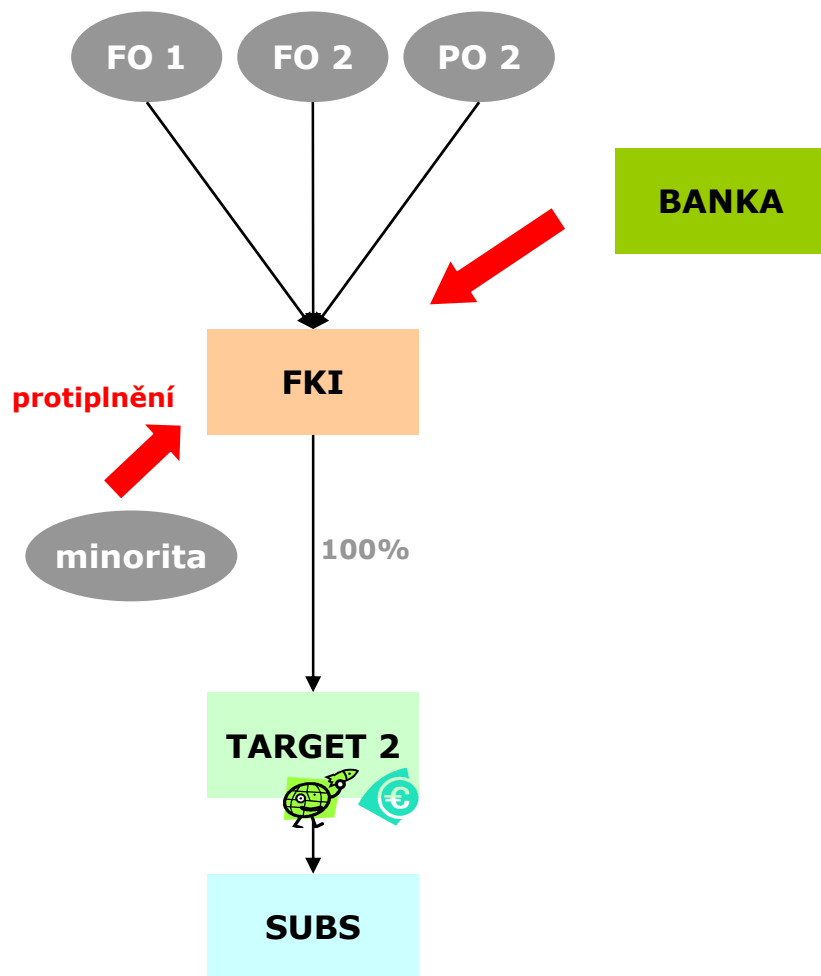 FO 1
FO 2
PO 2
BANKA
FKI
protiplnění
minorita
100%
TARGET 2
€
SUBS